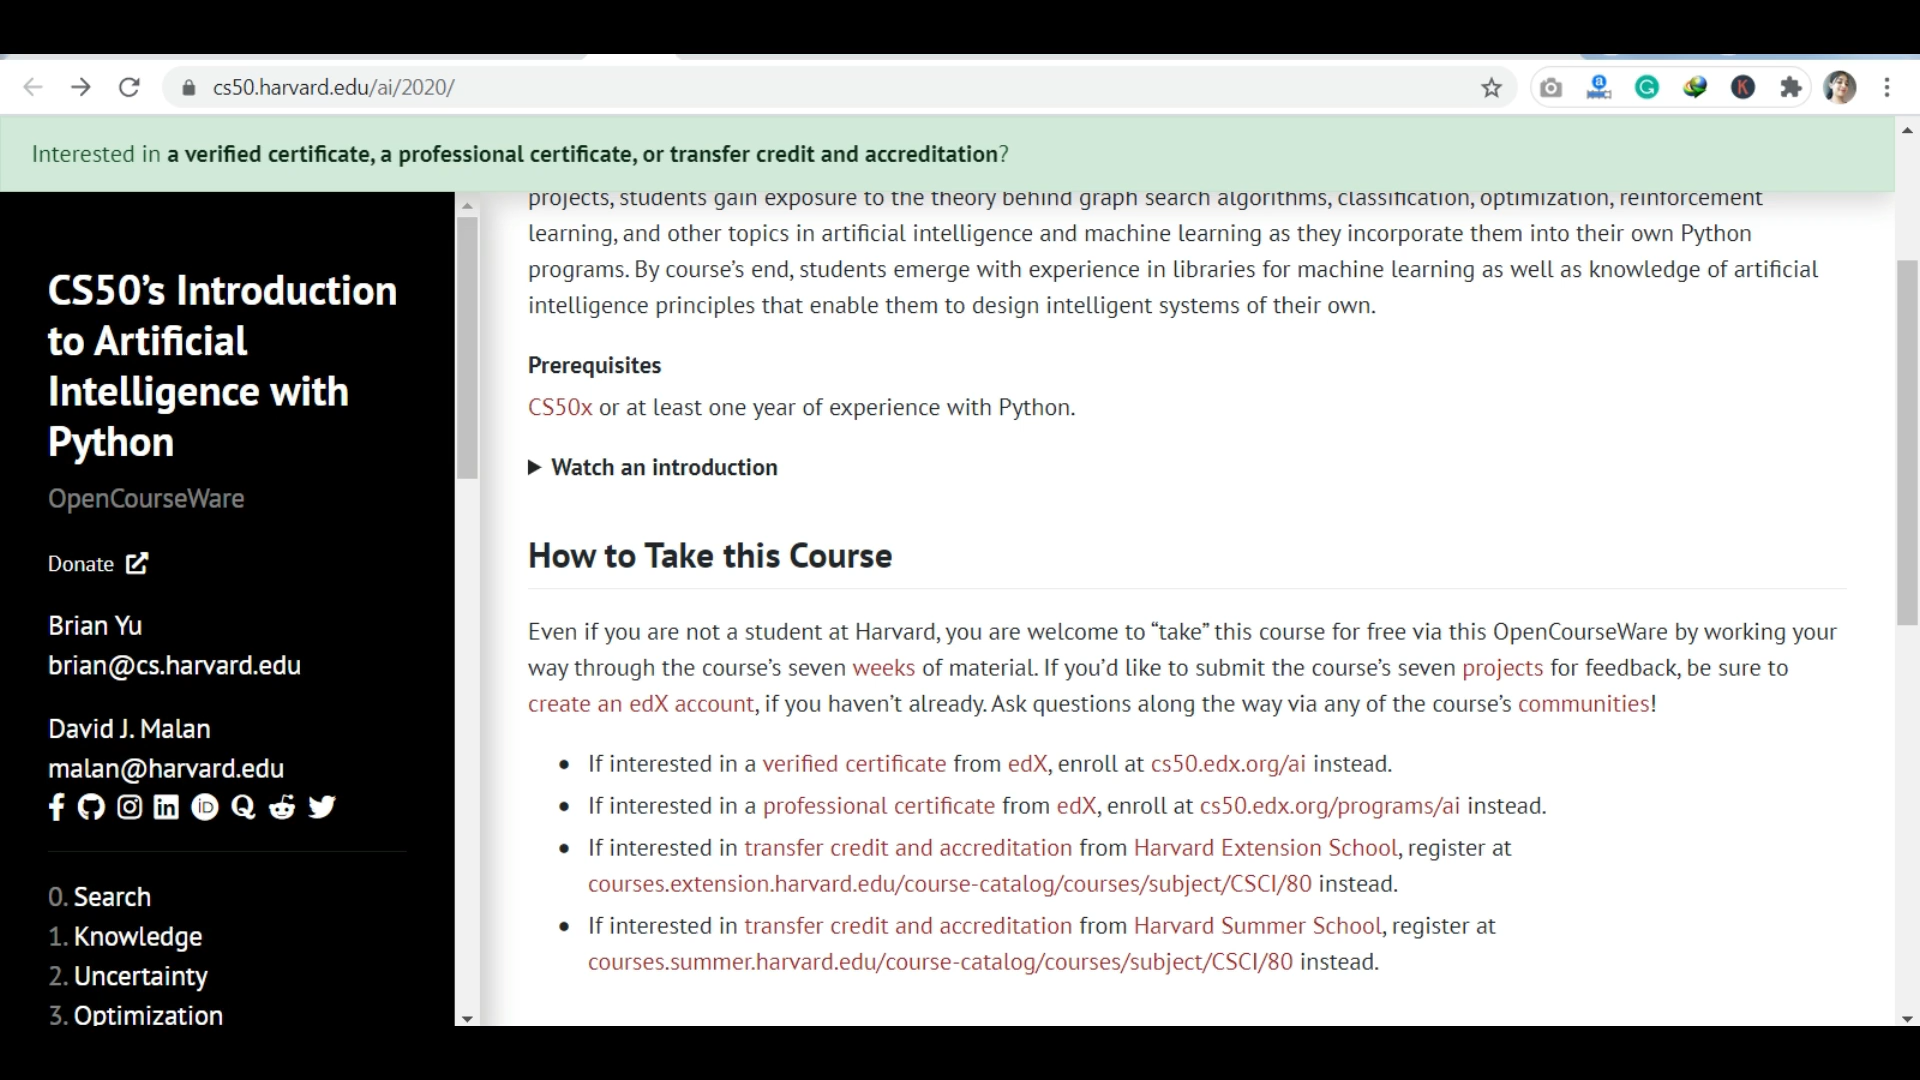 cs50.harvard.edu/ai/2020/
Interested in a verified certificate, a professional certificate, or transfer credit and accreditation?
CS50’s Introduction
to Artificial
Intelligence with
Python
OpenCourseWare
Donate
Brian Yu
brian@cs.harvard.edu
David J. Malan
malan@harvard.edu
0. Search
1. Knowledge
2. Uncertainty
3. Optimization
projects, students gain exposure to the theory behind graph search algorithms, classification, optimization, reinforcement
learning, and other topics in artificial intelligence and machine learning as they incorporate them into their own Python
programs. By course’s end, students emerge with experience in libraries for machine learning as well as knowledge of artificial
intelligence principles that enable them to design intelligent systems of their own.
Prerequisites
CS50x or at least one year of experience with Python.
Watch an introduction
How to Take this Course
Even if you are not a student at Harvard, you are welcome to “take” this course for free via this OpenCourseWare by working your
way through the course’s seven weeks of material. If you’d like to submit the course’s seven projects for feedback, be sure to
create an edX account, if you haven’t already. Ask questions along the way via any of the course’s communities!
If interested in a verified certificate from edX, enroll at cs50.edx.org/ai instead.
If interested in a professional certificate from edX, enroll at cs50.edx.org/programs/ai instead.
If interested in transfer credit and accreditation from Harvard Extension School, register at
courses.extension.harvard.edu/course-catalog/courses/subject/CSCI/80 instead.
If interested in transfer credit and accreditation from Harvard Summer School, register at
courses.summer.harvard.edu/course-catalog/courses/subject/CSCI/80 instead.